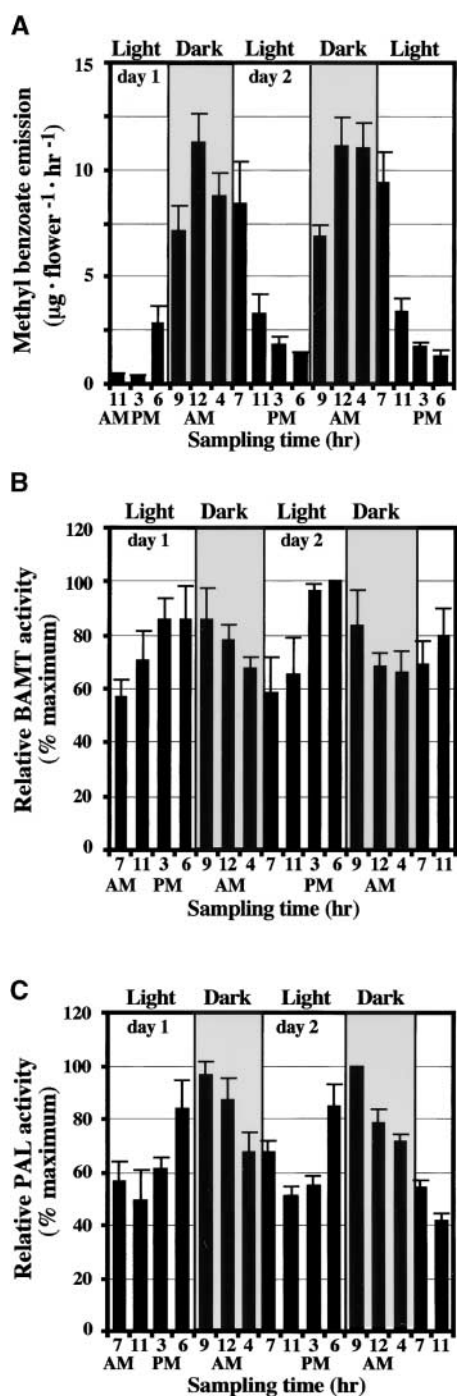 A
Light Dark Light Dark Light
day 1 day 2
15
10
5
0
Methyl benzoate emission
(µg · flower ⁻¹ · hr ⁻¹)
11 3 6 9 12 4 7 11 3 6 9 12 4 7 11 3 6
AM PM AM PM AM PM
Sampling time (hr)
B
Light Dark Light Dark
day 1 day 2
120
100
80
60
40
20
0
Relative BAMT activity
(% maximum)
7 11 3 6 9 12 4 7 11 3 6 9 12 4 7 11
AM PM AM PM AM
Sampling time (hr)
C
Light Dark Light Dark
day 1 day 2
120
100
80
60
40
20
0
Relative PAL activity
(% maximum)
7 11 3 6 9 12 4 7 11 3 6 9 12 4 7 11
AM PM AM PM AM
Sampling time (hr)